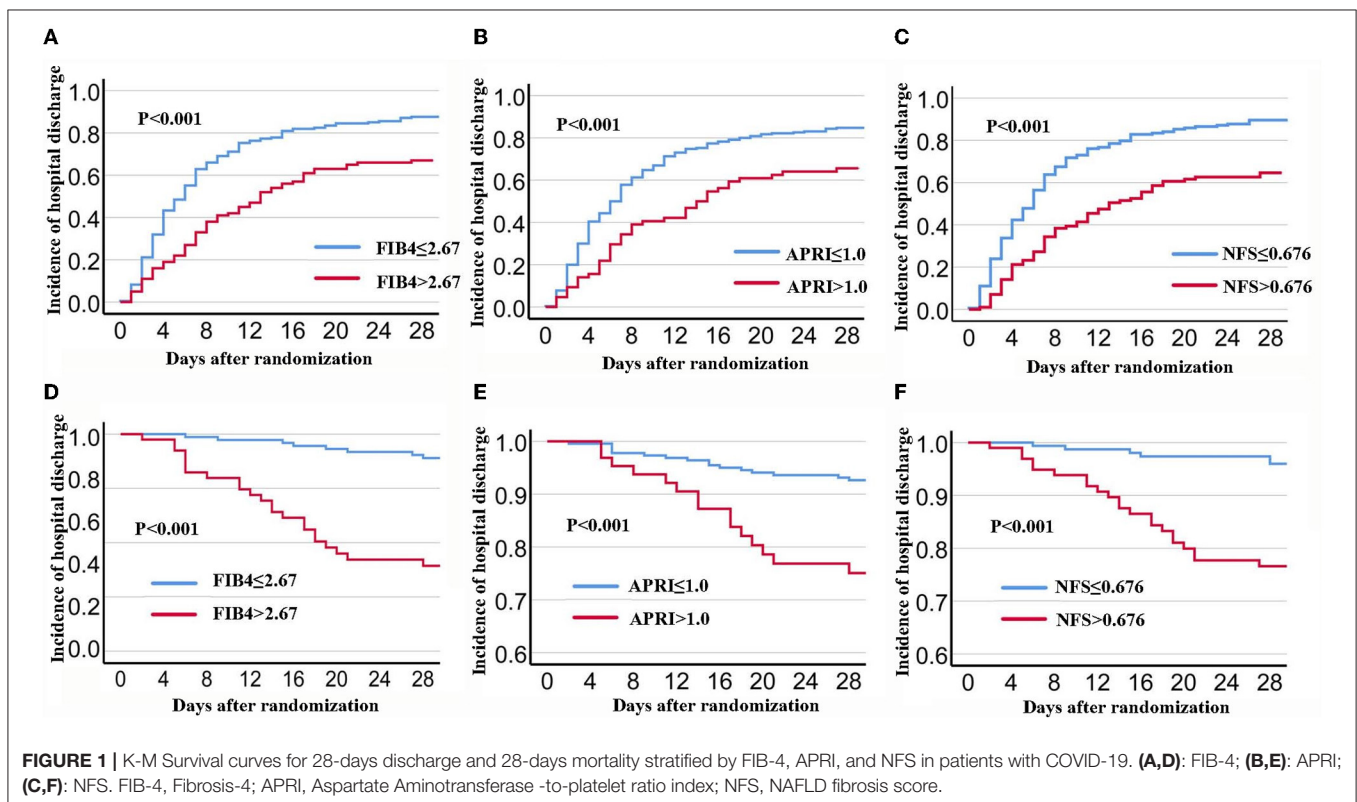 A
Incidence of hospital discharge
1.0
0.8
0.6
0.4
0.2
0.0
P<0.001
FIB4≤2.67
FIB4>2.67
0 4 8 12 16 20 24 28
Days after randomization
B
Incidence of hospital discharge
1.0
0.8
0.6
0.4
0.2
0.0
P<0.001
APRI≤1.0
APRI>1.0
0 4 8 12 16 20 24 28
Days after randomization
C
Incidence of hospital discharge
1.0
0.8
0.6
0.4
0.2
0.0
P<0.001
NFS≤0.676
NFS>0.676
0 4 8 12 16 20 24 28
Days after randomization
D
Incidence of hospital discharge
1.0
0.8
0.6
0.4
0.2
0.0
P<0.001
FIB4≤2.67
FIB4>2.67
0 4 8 12 16 20 24 28
Days after randomization
E
Incidence of hospital discharge
1.0
0.9
0.8
0.7
0.6
P<0.001
APRI≤1.0
APRI>1.0
0 4 8 12 16 20 24 28
Days after randomization
F
Incidence of hospital discharge
1.0
0.9
0.8
0.7
0.6
P<0.001
NFS≤0.676
NFS>0.676
0 4 8 12 16 20 24 28
Days after randomization
FIGURE 1 | K-M Survival curves for 28-days discharge and 28-days mortality stratified by FIB-4, APRI, and NFS in patients with COVID-19. (A,D): FIB-4; (B,E): APRI;
(C,F): NFS. FIB-4, Fibrosis-4; APRI, Aspartate Aminotransferase -to-platelet ratio index; NFS, NAFLD fibrosis score.